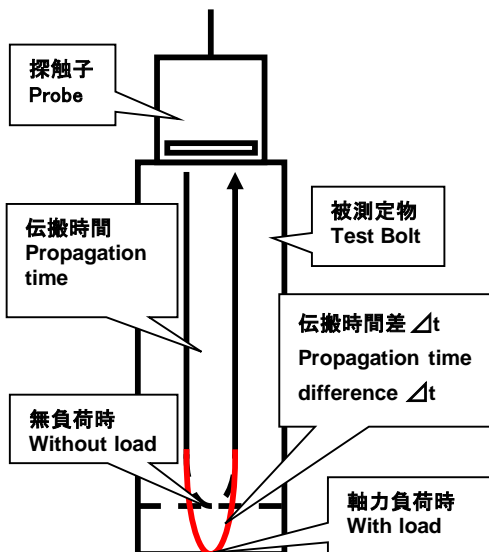 探触子
Probe
伝搬時間
Propagation
time
被測定物
Test Bolt
伝搬時間差 ⊿t
Propagation time
difference ⊿t
無負荷時
Without load
軸力負荷時
With load